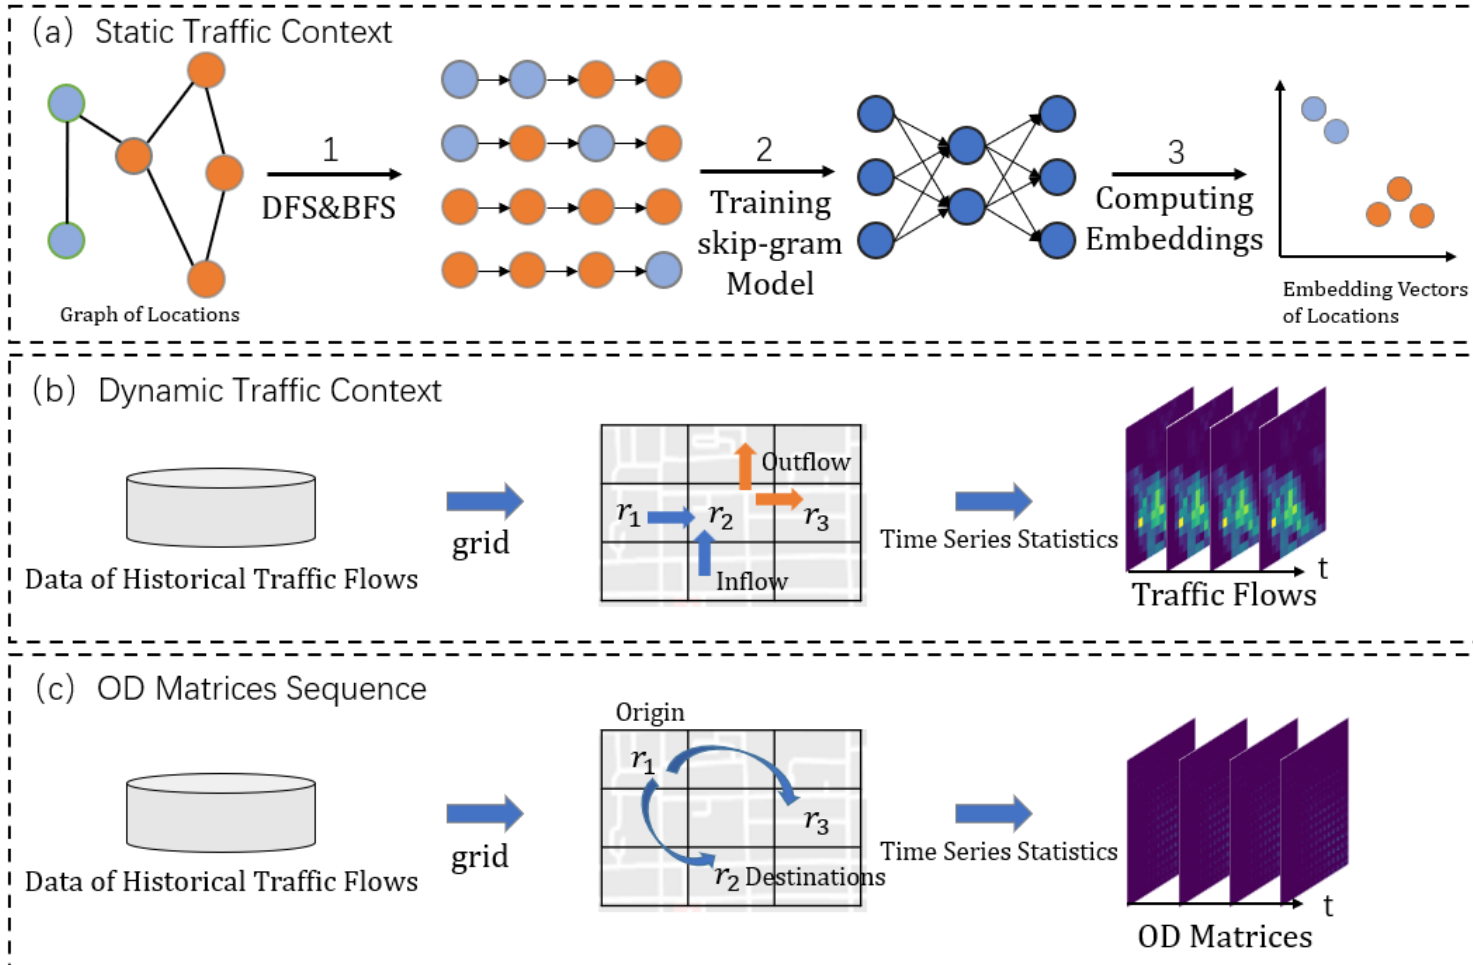 (a) Static Traffic Context
1
DFS&BFS
2
Training
skip-gram
Model
3
Computing
Embeddings
Graph of Locations
Embedding Vectors
of Locations
(b) Dynamic Traffic Context
Data of Historical Traffic Flows
grid
Outflow
r1
r2
r3
Inflow
Time Series Statistics
t
Traffic Flows
(c) OD Matrices Sequence
Data of Historical Traffic Flows
grid
Origin
r1
r3
r2 Destinations
Time Series Statistics
t
OD Matrices